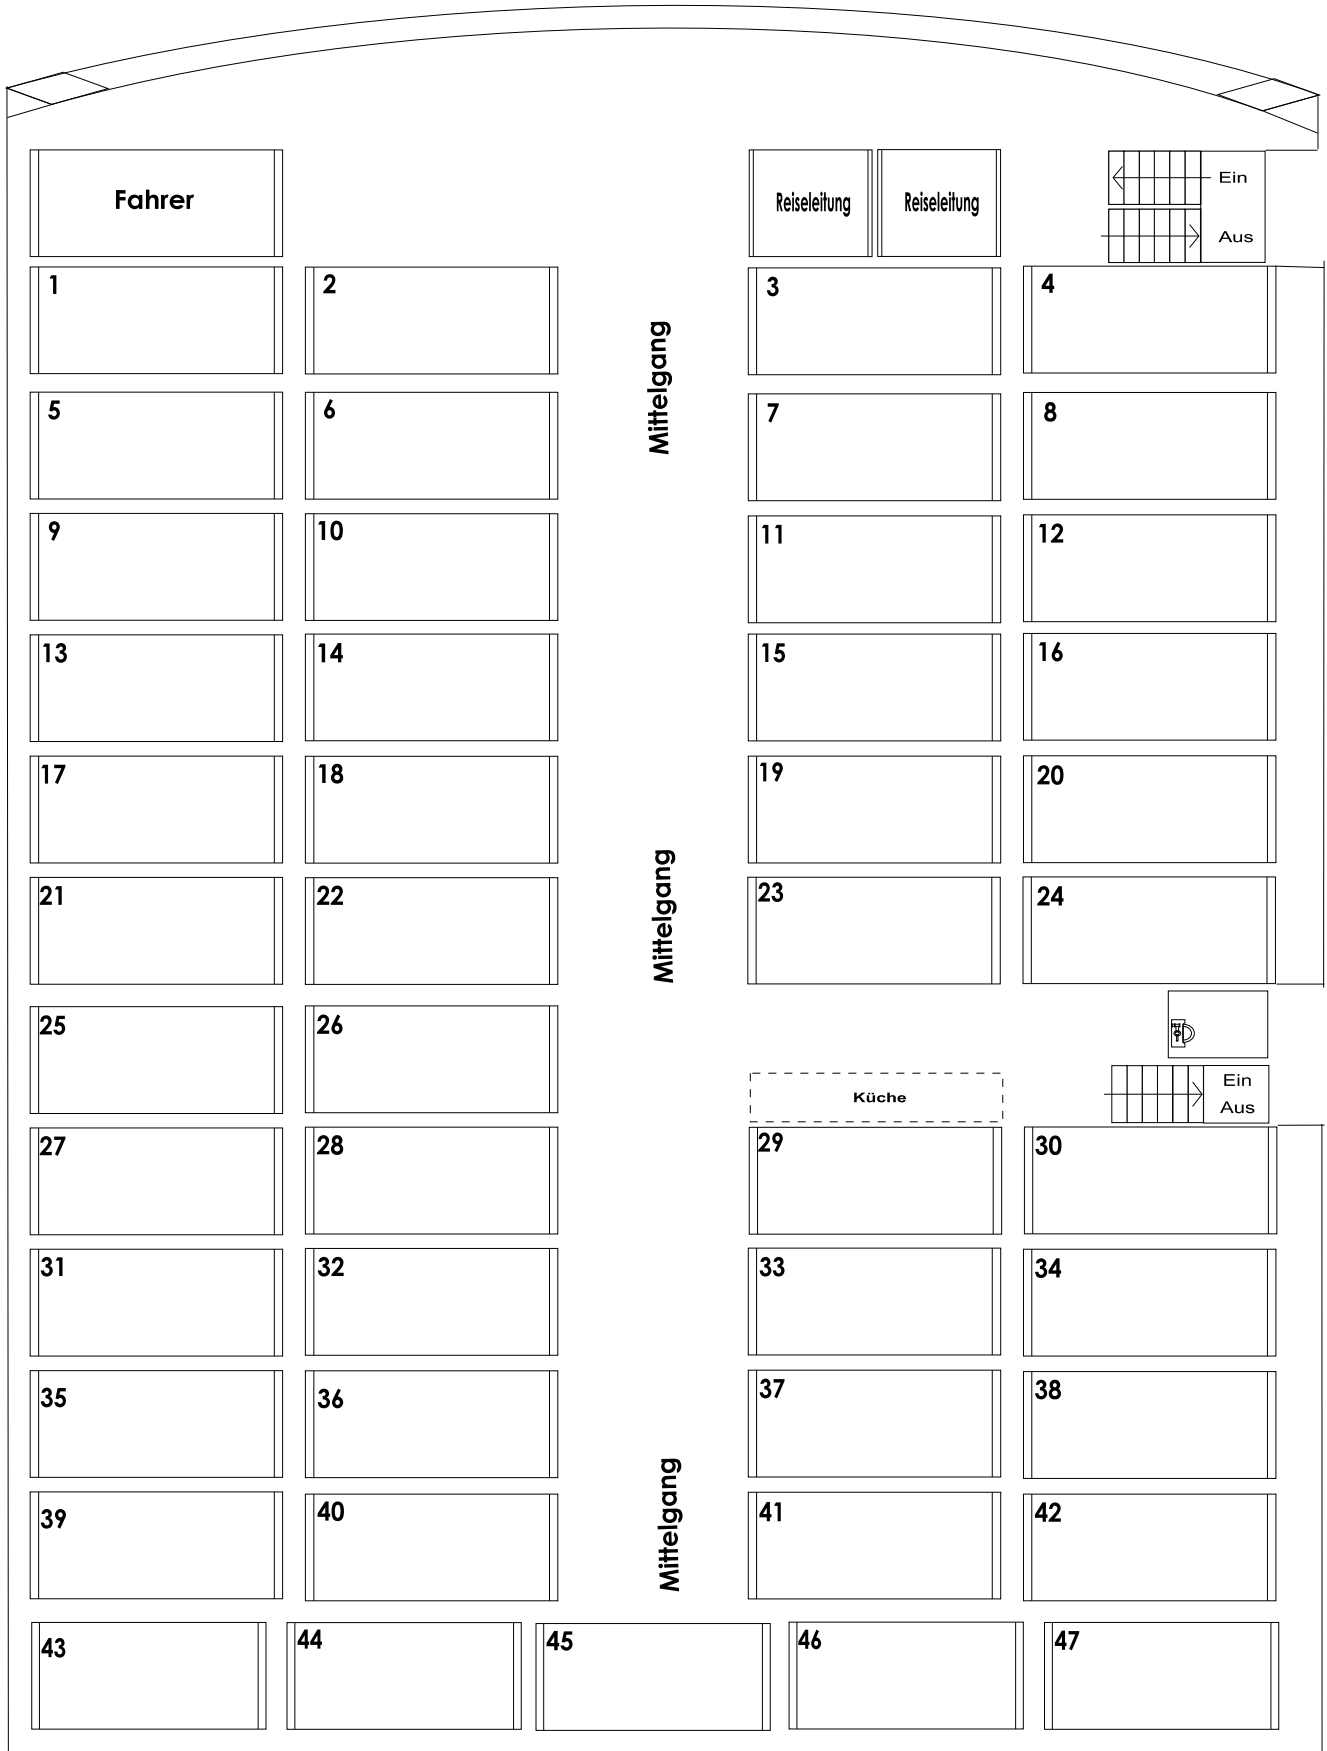 Fahrer
Reiseleitung Reiseleitung
Ein
Aus
1 2 3 4
Mittelgang
5 6 7 8
9 10 11 12
13 14 15 16
17 18 19 20
Mittelgang
21 22 23 24
25 26
Küche
Ein
Aus
27 28 29 30
31 32 33 34
35 36 37 38
Mittelgang
39 40 41 42
43 44 45 46 47